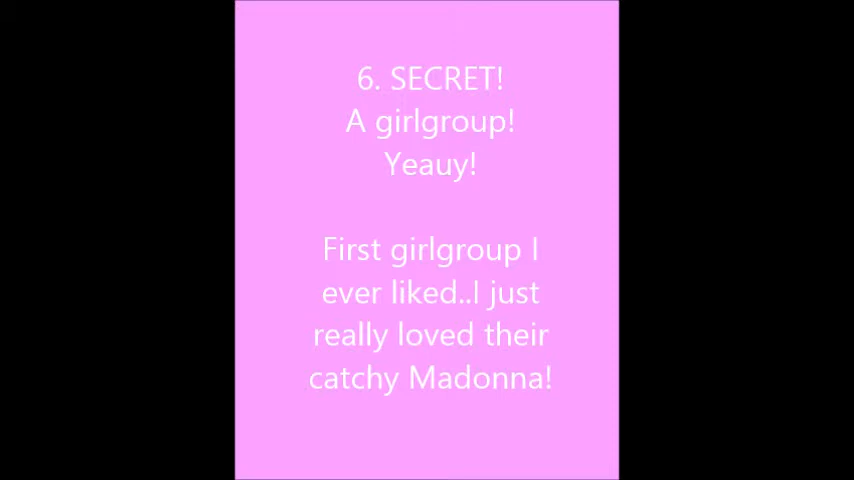 6. SECRET!
A girlgroup!
Yeauy!
First girlgroup I
ever liked..I just
really loved their
catchy Madonna!